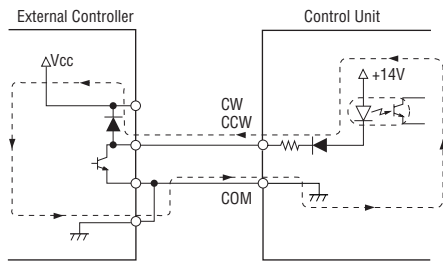 External Controller
Control Unit
Vcc
+14V
CW
CCW
COM